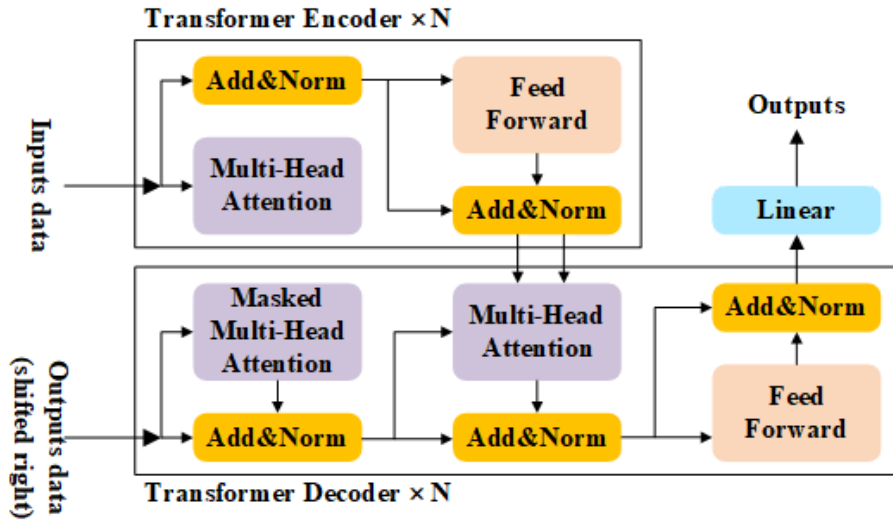 Transformer Encoder × N
Inputs data
Add&Norm
Multi-Head
Attention
Feed
Forward
Add&Norm
Outputs
Linear
Outputs data
(shifted right)
Masked
Multi-Head
Attention
Add&Norm
Multi-Head
Attention
Add&Norm
Add&Norm
Feed
Forward
Transformer Decoder × N